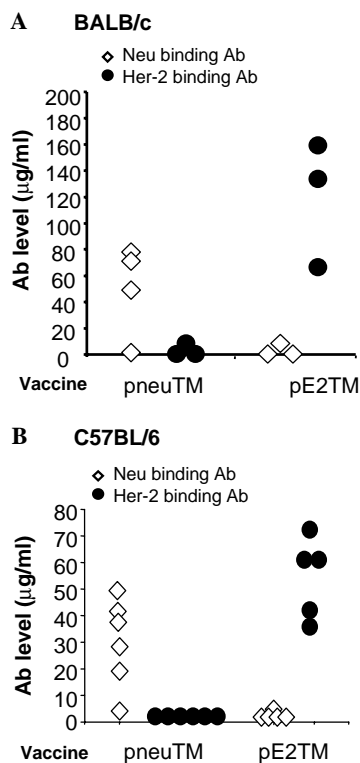 A BALB/c
◇ Neu binding Ab
● Her-2 binding Ab
Ab level (µg/ml)
200
180
160
140
120
100
80
60
40
20
0
Vaccine pneuTM pE2TM
B C57BL/6
◇ Neu binding Ab
● Her-2 binding Ab
Ab level (µg/ml)
80
70
60
50
40
30
20
10
0
Vaccine pneuTM pE2TM